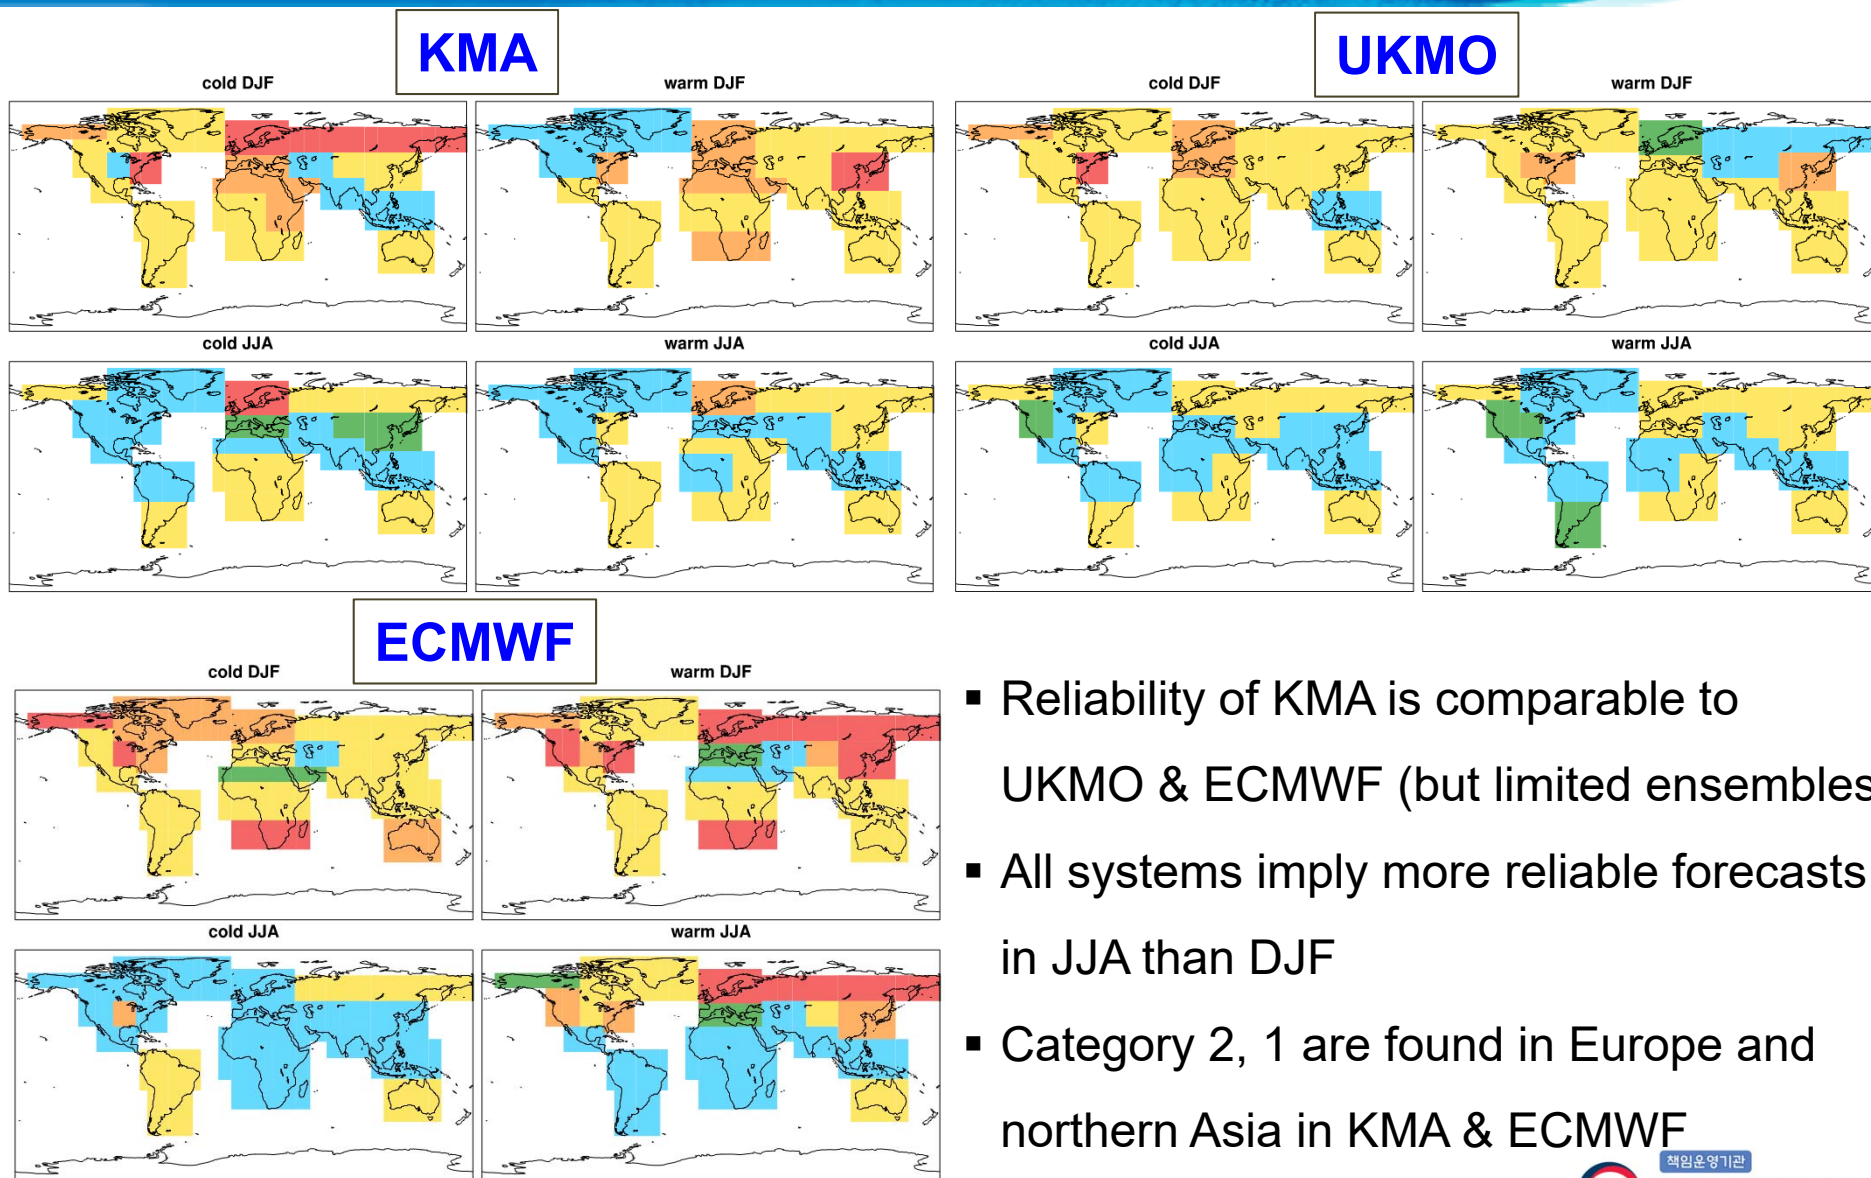 KMA
UKMO
cold DJF
warm DJF
cold DJF
warm DJF
cold JJA
warm JJA
cold JJA
warm JJA
ECMWF
cold DJF
warm DJF
cold JJA
warm JJA
▪ Reliability of KMA is comparable to
UKMO & ECMWF (but limited ensembles
▪ All systems imply more reliable forecasts
in JJA than DJF
▪ Category 2, 1 are found in Europe and
northern Asia in KMA & ECMWF
책임운영기관